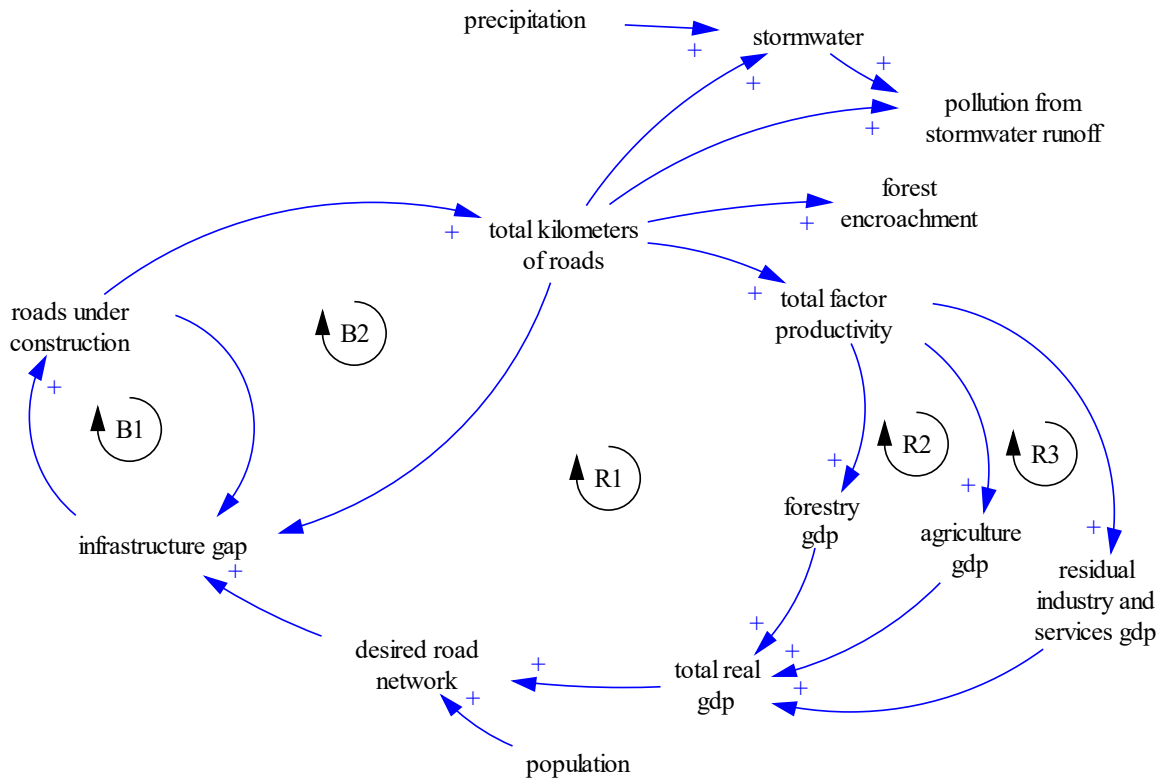 precipitation
stormwater
+
+
+
+
pollution from
stormwater runoff
forest
encroachment
+
total kilometers
of roads
+
+
total factor
productivity
roads under
construction
B2
+
B1
R1
R2
R3
+
+
+
forestry
gdp
agriculture
gdp
residual
industry and
services gdp
infrastructure gap
+
desired road
network
+
+
total real
gdp
+
+
+
population